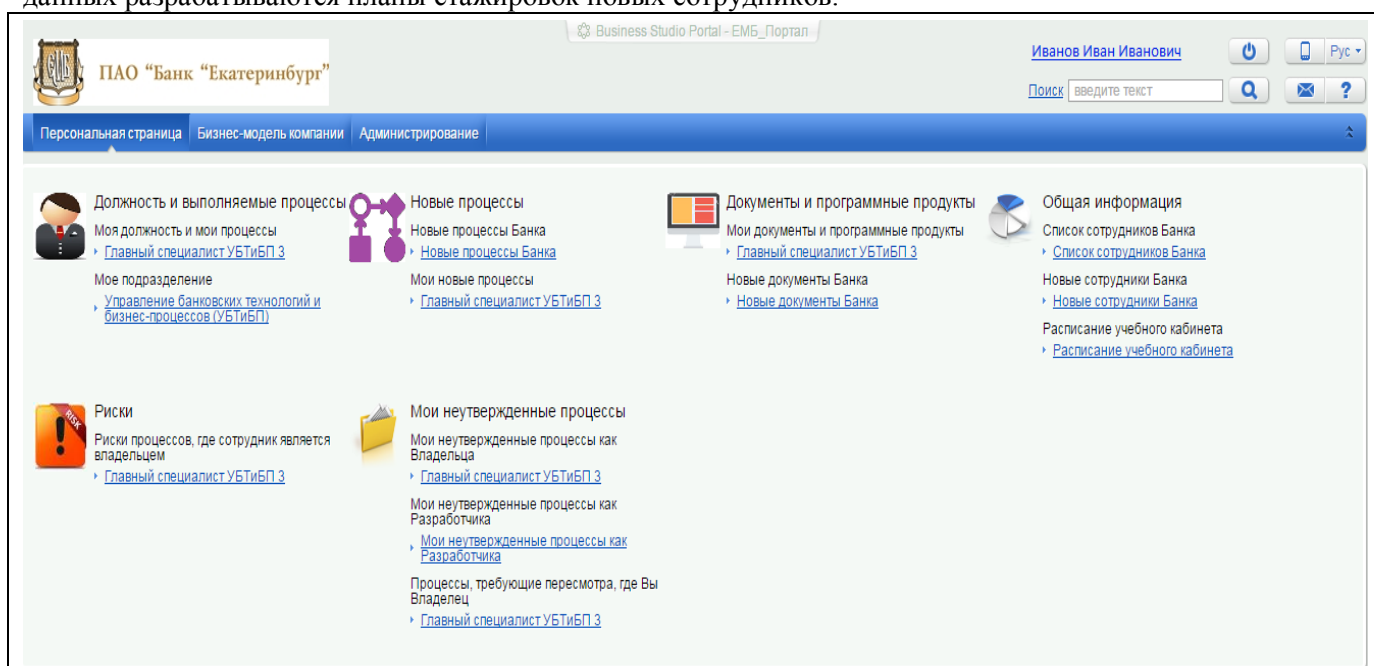 данных разрабатываются планы стажировок новых сотрудников.
Business Studio Portal - ЕМБ_Портал
Иванов Иван Иванович
Рус
ЕМБ
ПАО “Банк “Екатеринбург”
Поиск введите текст
?
Персональная страница Бизнес-модель компании Администрирование
Должность и выполняемые процессы
Моя должность и мои процессы
Главный специалист УБТиБП 3
Мое подразделение
Управление банковских технологий и
бизнес-процессов (УБТиБП)
Новые процессы
Новые процессы Банка
Новые процессы Банка
Мои новые процессы
Главный специалист УБТиБП 3
Документы и программные продукты
Мои документы и программные продукты
Главный специалист УБТиБП 3
Новые документы Банка
Новые документы Банка
Общая информация
Список сотрудников Банка
Список сотрудников Банка
Новые сотрудники Банка
Новые сотрудники Банка
Расписание учебного кабинета
Расписание учебного кабинета
RISK
Риски
Риски процессов, где сотрудник является
владельцем
Главный специалист УБТиБП 3
Мои неутвержденные процессы
Мои неутвержденные процессы как
Владельца
Главный специалист УБТиБП 3
Мои неутвержденные процессы как
Разработчика
Мои неутвержденные процессы как
Разработчика
Процессы, требующие пересмотра, где Вы
Владелец
Главный специалист УБТиБП 3